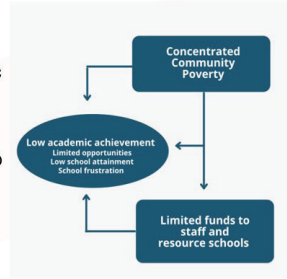 Concentrated
Community
Poverty
Low academic achievement
Limited opportunities
Low school attainment
School frustration
Limited funds to
staff and
resource schools